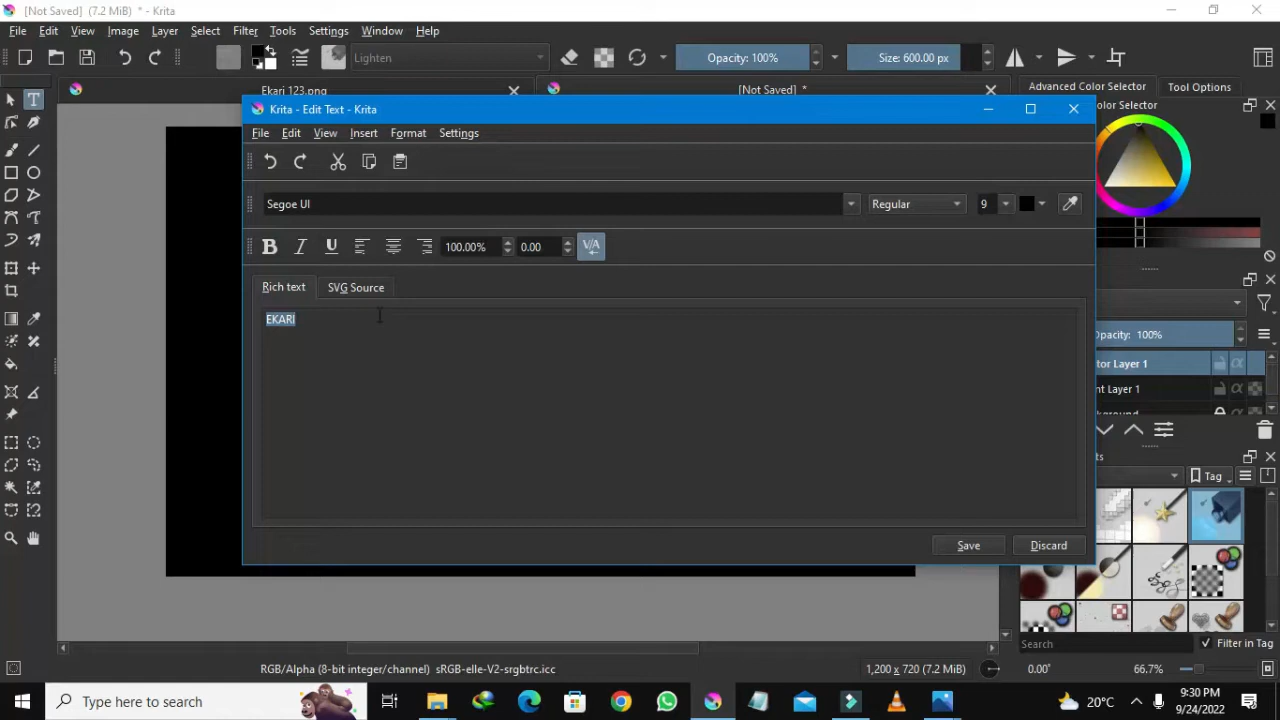 [Not Saved] (7.2 MiB) * - Krita
File Edit View Image Layer Select Filter Tools Settings Window Help
Lighten
Opacity: 100%
Size: 600.00 px
Ekari 123.png
[Not Saved] *
Advanced Color Selector
Tool Options
Color Selector
Krita - Edit Text - Krita
File Edit View Insert Format Settings
Segoe UI
Regular
9
100.00%
0.00
Rich text
SVG Source
EKARI
Save
Discard
Opacity: 100%
tor Layer 1
nt Layer 1
Tag
Search
Filter in Tag
RGB/Alpha (8-bit integer/channel) sRGB-elle-V2-srgbtrc.icc
1,200 x 720 (7.2 MiB)
0.00°
66.7%
Type here to search
20°C
9:30 PM
9/24/2022